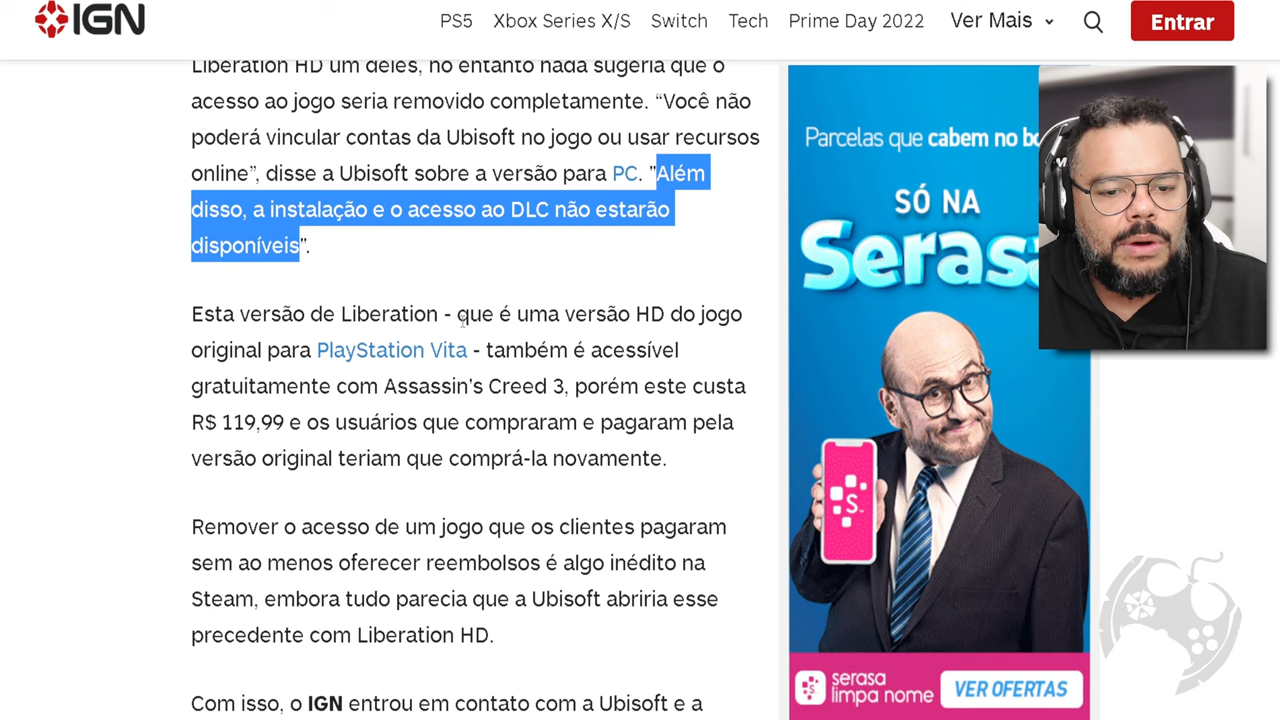 IGN
PS5 Xbox Series X/S Switch Tech Prime Day 2022 Ver Mais Entrar
Liberation HD um deles, no entanto nada sugeria que o
acesso ao jogo seria removido completamente. “Você não
poderá vincular contas da Ubisoft no jogo ou usar recursos
online”, disse a Ubisoft sobre a versão para PC. "Além
disso, a instalação e o acesso ao DLC não estarão
disponíveis".
Esta versão de Liberation - que é uma versão HD do jogo
original para PlayStation Vita - também é acessível
gratuitamente com Assassin's Creed 3, porém este custa
R$ 119,99 e os usuários que compraram e pagaram pela
versão original teriam que comprá-la novamente.
Remover o acesso de um jogo que os clientes pagaram
sem ao menos oferecer reembolsos é algo inédito na
Steam, embora tudo parecia que a Ubisoft abriria esse
precedente com Liberation HD.
Com isso, o IGN entrou em contato com a Ubisoft e a
Parcelas que cabem no
SÓ NA
Serasa
S
serasa
limpa nome
VER OFERTAS